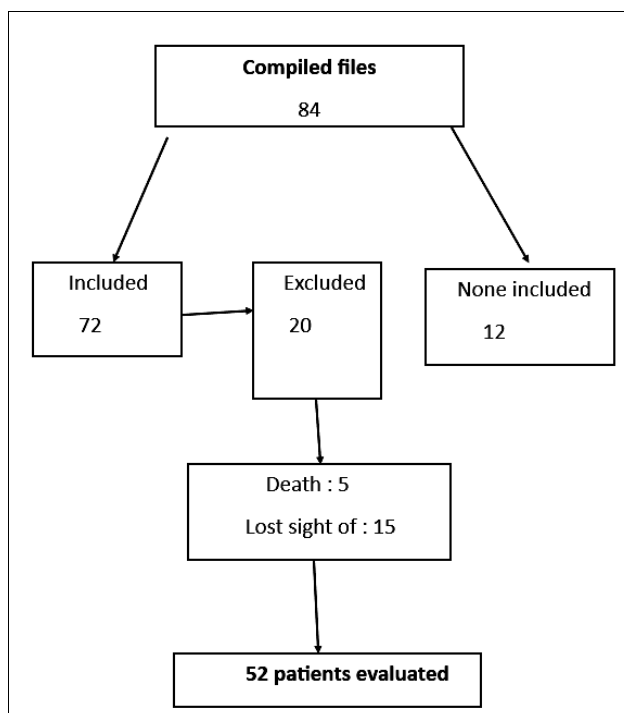 Compiled files
84
Included
72
Excluded
20
None included
12
Death : 5
Lost sight of : 15
52 patients evaluated